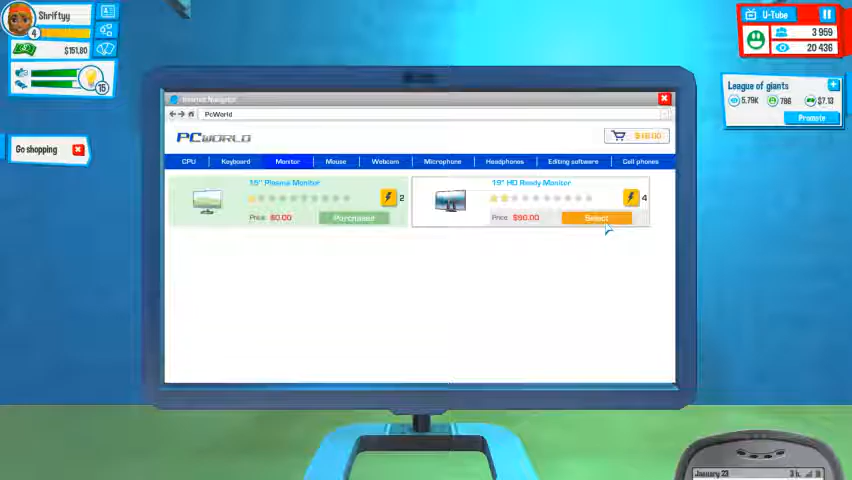 Shriftyy
4
$151,80
15
Go shopping
U-Tube
3 959
20 436
League of giants
5.79K 786 $7.13
Promote
Internet Navigator
PcWorld
PCWORLD
CPU Keyboard Monitor Mouse Webcam Microphone Headphones Editing software Cell phones
15" Plasma Monitor
2
Price: $0.00 Purchased
19" HD Ready Monitor
4
Price: $90.00 Select
January 23 3